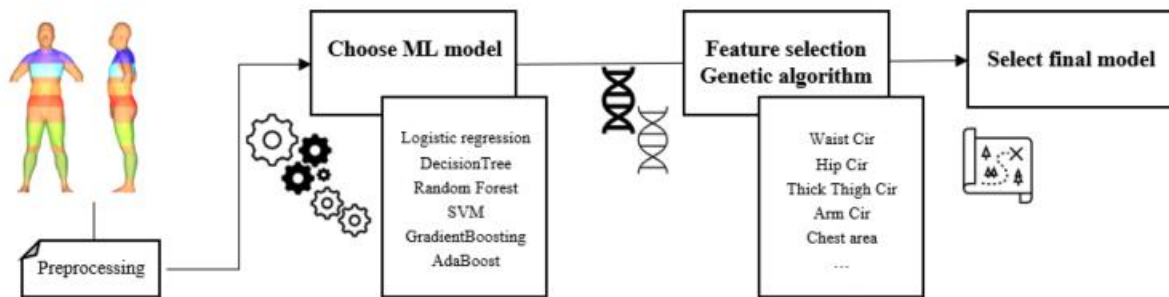 Preprocessing
Choose ML model
Logistic regression
DecisionTree
Random Forest
SVM
GradientBoosting
AdaBoost
Feature selection
Genetic algorithm
Waist Cir
Hip Cir
Thick Thigh Cir
Arm Cir
Chest area
...
Select final model